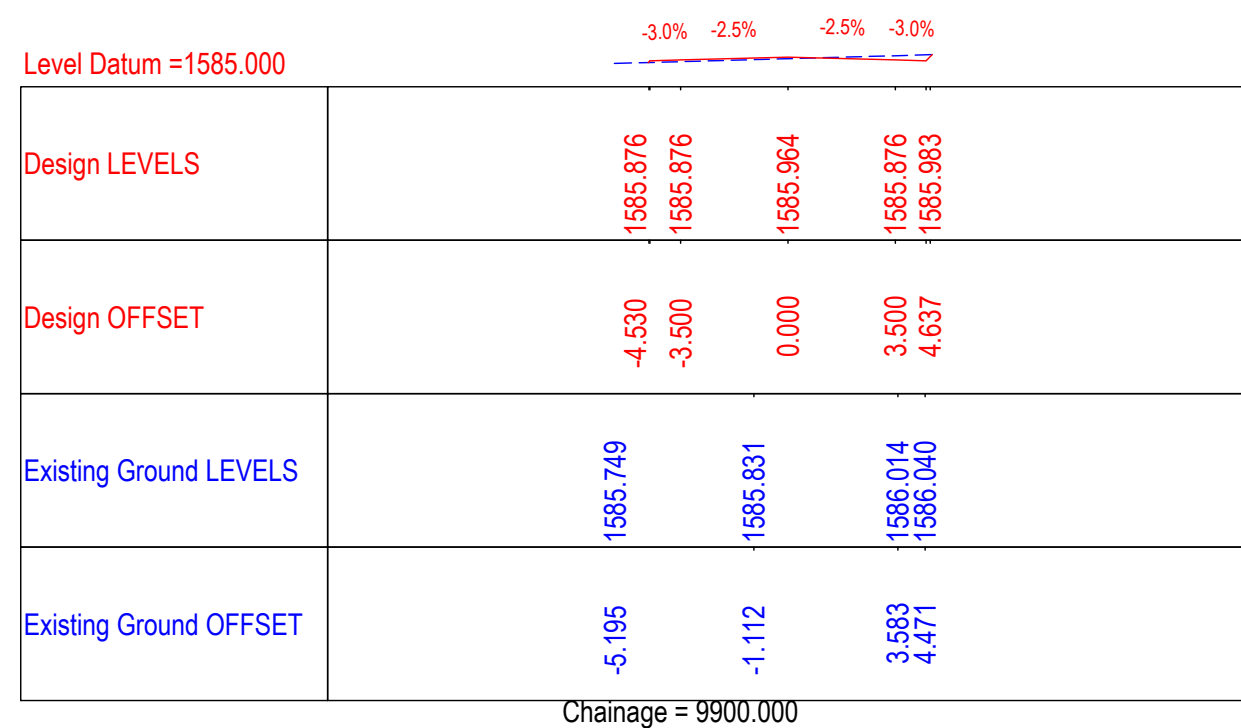 -3.0% -2.5% -2.5% -3.0%
Level Datum =1585.000
Design LEVELS 1585.876 1585.876 1585.964 1585.876 1585.983
Design OFFSET -4.530 -3.500 0.000 3.500 4.637
Existing Ground LEVELS 1585.749 1585.831 1586.014 1586.040
Existing Ground OFFSET -5.195 -1.112 3.583 4.471
Chainage = 9900.000